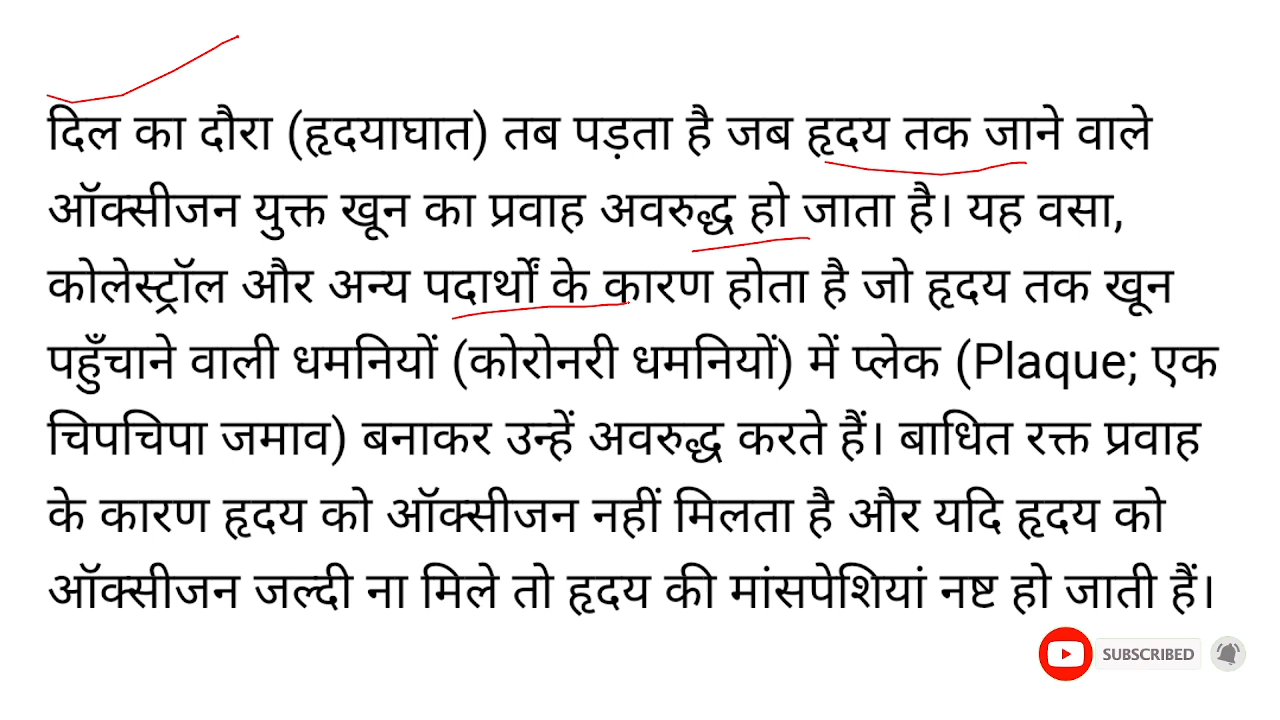 दिल का दौरा (हृदयाघात) तब पड़ता है जब हृदय तक जाने वाले
ऑक्सीजन युक्त खून का प्रवाह अवरुद्ध हो जाता है। यह वसा,
कोलेस्ट्रॉल और अन्य पदार्थों के कारण होता है जो हृदय तक खून
पहुँचाने वाली धमनियों (कोरोनरी धमनियों) में प्लेक (Plaque; एक
चिपचिपा जमाव) बनाकर उन्हें अवरुद्ध करते हैं। बाधित रक्त प्रवाह
के कारण हृदय को ऑक्सीजन नहीं मिलता है और यदि हृदय को
ऑक्सीजन जल्दी ना मिले तो हृदय की मांसपेशियां नष्ट हो जाती हैं।
SUBSCRIBED